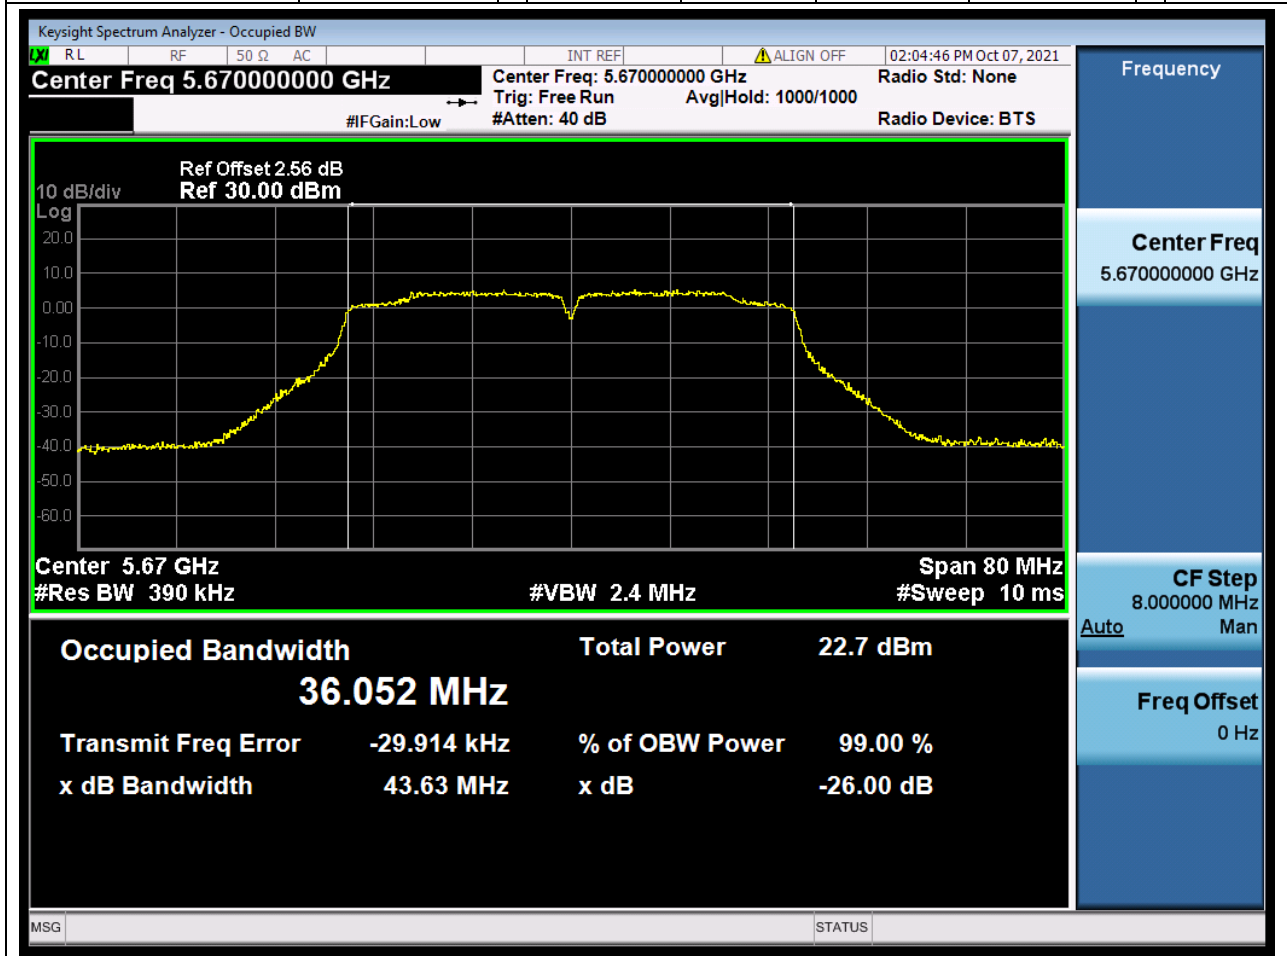 Keysight Spectrum Analyzer - Occupied BW
LXI RL RF 50 Ω AC INT REF ALIGN OFF 02:04:46 PM Oct 07, 2021
Center Freq 5.670000000 GHz
Center Freq: 5.670000000 GHz
Radio Std: None
Trig: Free Run Avg|Hold: 1000/1000
#IFGain:Low
#Atten: 40 dB
Radio Device: BTS
Ref Offset 2.56 dB
10 dB/div Ref 30.00 dBm
Log
20.0
10.0
0.00
-10.0
-20.0
-30.0
-40.0
-50.0
-60.0
Center 5.67 GHz Span 80 MHz
#Res BW 390 kHz #VBW 2.4 MHz #Sweep 10 ms
Occupied Bandwidth Total Power 22.7 dBm
36.052 MHz
Transmit Freq Error -29.914 kHz % of OBW Power 99.00 %
x dB Bandwidth 43.63 MHz x dB -26.00 dB
MSG STATUS
Frequency
Center Freq
5.670000000 GHz
CF Step
8.000000 MHz
Auto Man
Freq Offset
0 Hz